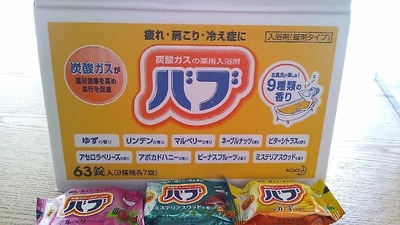 疲れ・肩こり・冷え症に
入浴剤(錠剤タイプ)
炭酸ガスの薬用入浴剤
バブ
炭酸ガスが
温浴効果を高め
血行を促進
お風呂が楽しみ!
9種類の
香り
ゆずの香り
リンデンの香り
マルベリーの香り
ネーブルナッツの香り
ビターシトラスの香り
アセロラベリーズの香り
アボカドハニーの香り
ビーナスフルーツの香り
ミステリアスウッドの香り
63錠入(9種類各7錠)
Kao
バブ
バブ
バブ